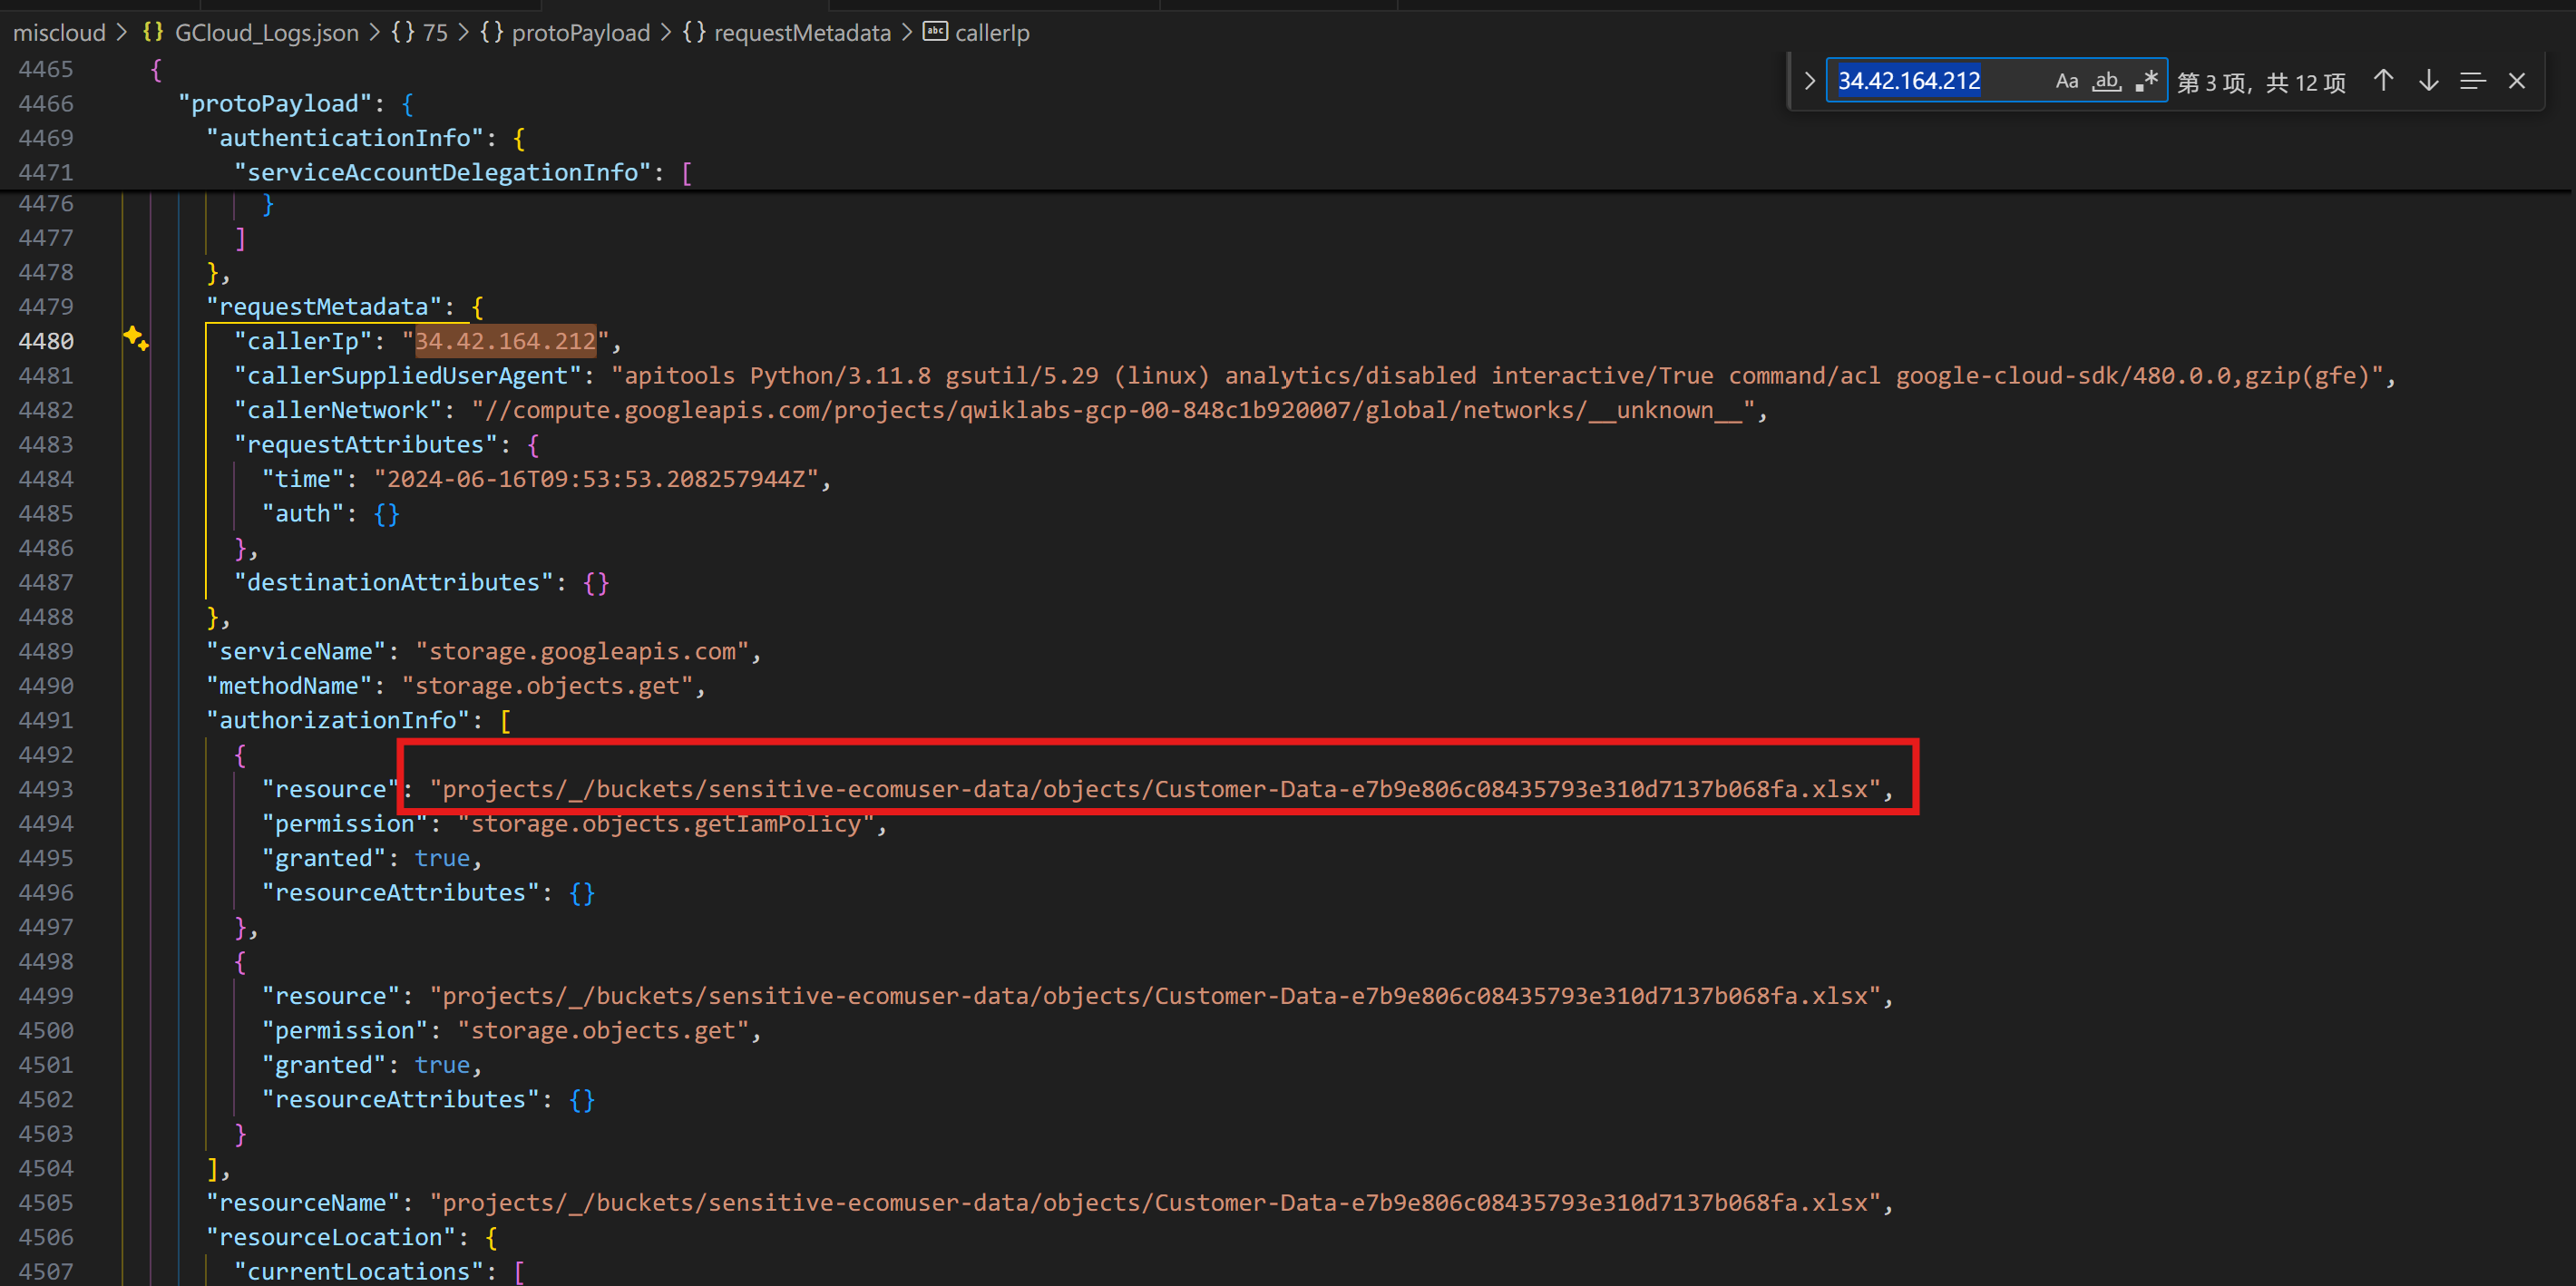 miscloud > {} GCloud_Logs.json > {} 75 > {} protoPayload > {} requestMetadata > abc callerIp
34.42.164.212 Aa ab .* 第 3 项, 共 12 项
4465 {
4466 "protoPayload": {
4469 "authenticationInfo": {
4471 "serviceAccountDelegationInfo": [
4476 }
4477 ]
4478 },
4479 "requestMetadata": {
4480 "callerIp": "34.42.164.212",
4481 "callerSuppliedUserAgent": "apitools Python/3.11.8 gsutil/5.29 (linux) analytics/disabled interactive/True command/acl google-cloud-sdk/480.0.0,gzip(gfe)",
4482 "callerNetwork": "//compute.googleapis.com/projects/qwiklabs-gcp-00-848c1b920007/global/networks/__unknown__",
4483 "requestAttributes": {
4484 "time": "2024-06-16T09:53:53.208257944Z",
4485 "auth": {}
4486 },
4487 "destinationAttributes": {}
4488 },
4489 "serviceName": "storage.googleapis.com",
4490 "methodName": "storage.objects.get",
4491 "authorizationInfo": [
4492 {
4493 "resource": "projects/_/buckets/sensitive-ecomuser-data/objects/Customer-Data-e7b9e806c08435793e310d7137b068fa.xlsx",
4494 "permission": "storage.objects.getIamPolicy",
4495 "granted": true,
4496 "resourceAttributes": {}
4497 },
4498 {
4499 "resource": "projects/_/buckets/sensitive-ecomuser-data/objects/Customer-Data-e7b9e806c08435793e310d7137b068fa.xlsx",
4500 "permission": "storage.objects.get",
4501 "granted": true,
4502 "resourceAttributes": {}
4503 }
4504 ],
4505 "resourceName": "projects/_/buckets/sensitive-ecomuser-data/objects/Customer-Data-e7b9e806c08435793e310d7137b068fa.xlsx",
4506 "resourceLocation": {
4507 "currentLocations": [